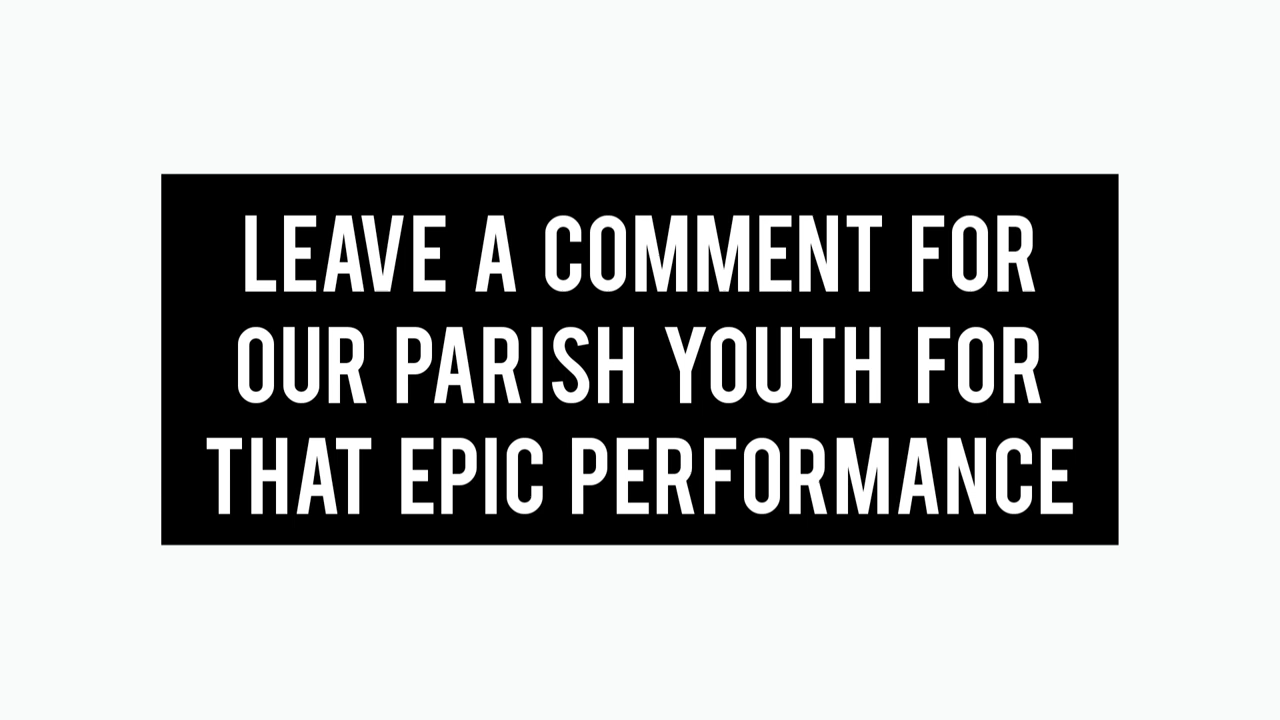 LEAVE A COMMENT FOR
OUR PARISH YOUTH FOR
THAT EPIC PERFORMANCE